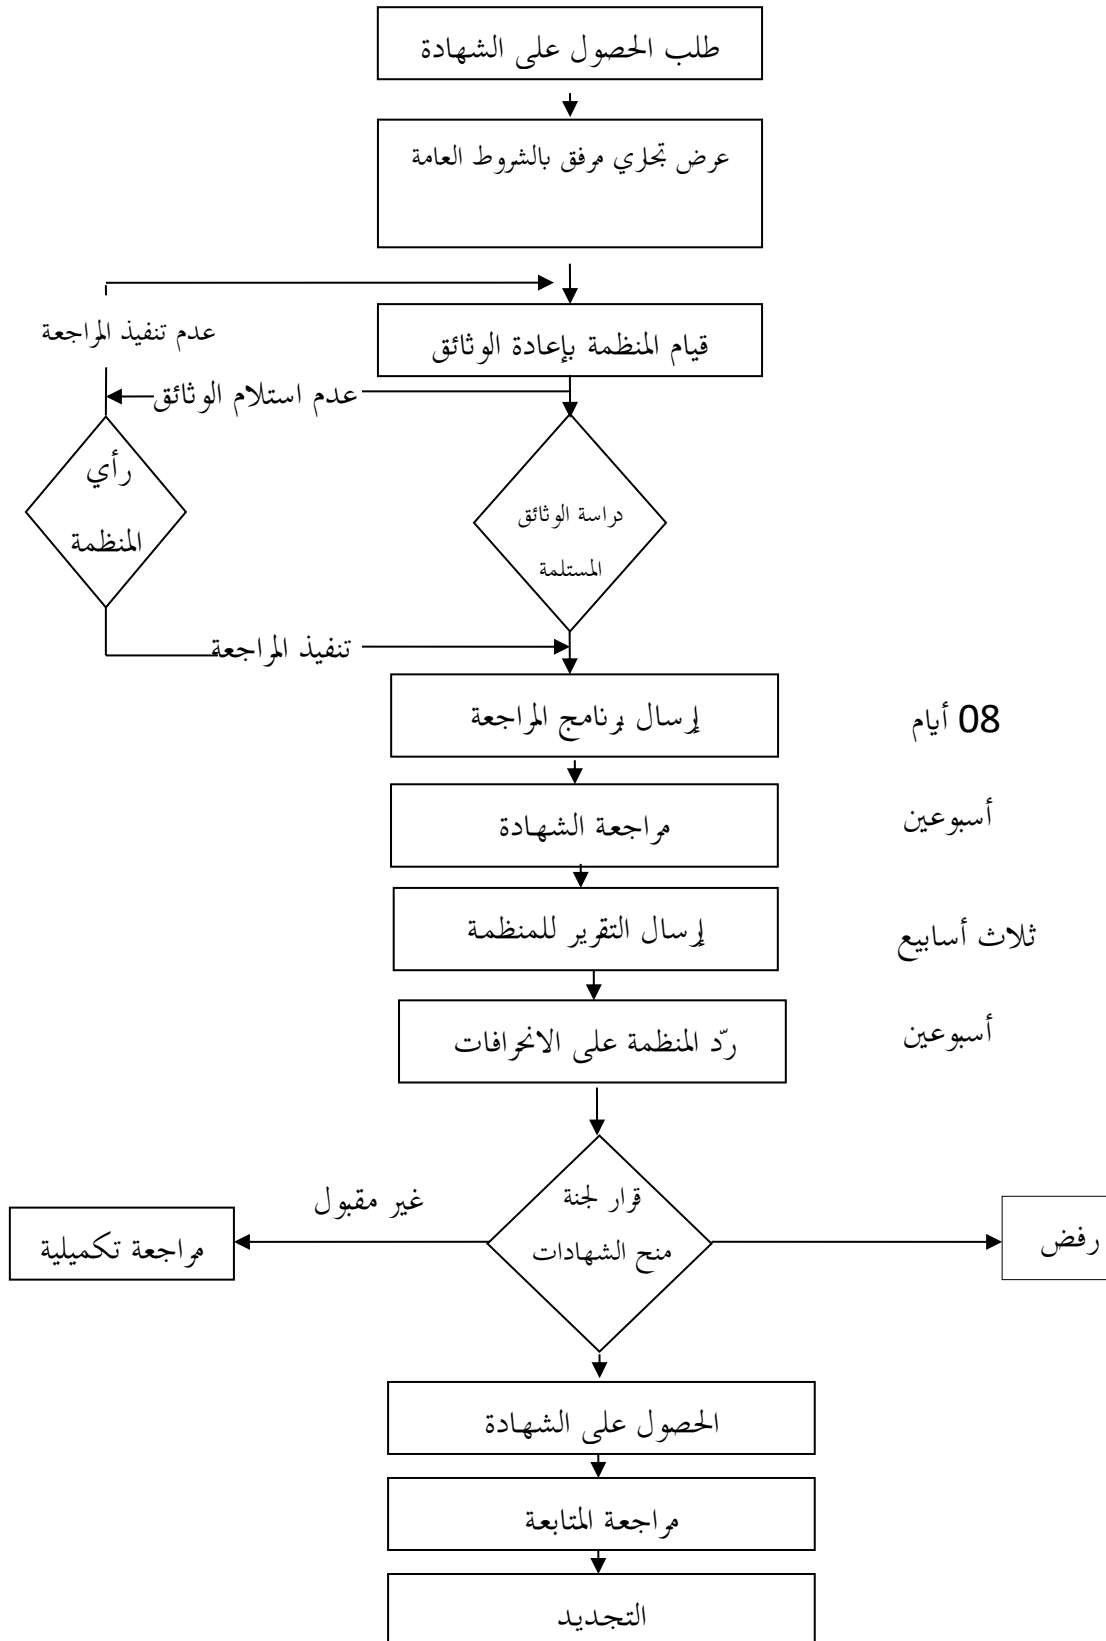 طلب الحصول على الشهادة
عرض تجاري مرفق بالشروط العامة
عدم تنفيذ المراجعة
قيام المنظمة بإعادة الوثائق
عدم استلام الوثائق
رأي
المنظمة
دراسة الوثائق
المستلمة
تنفيذ المراجعة
إرسال برنامج المراجعة
08 أيام
مراجعة الشهادة
أسبوعين
إرسال التقرير للمنظمة
ثلاث أسابيع
ردّ المنظمة على الانحرافات
أسبوعين
قرار لجنة
منح الشهادات
رفض
غير مقبول
مراجعة تكميلية
الحصول على الشهادة
مراجعة المتابعة
التجديد